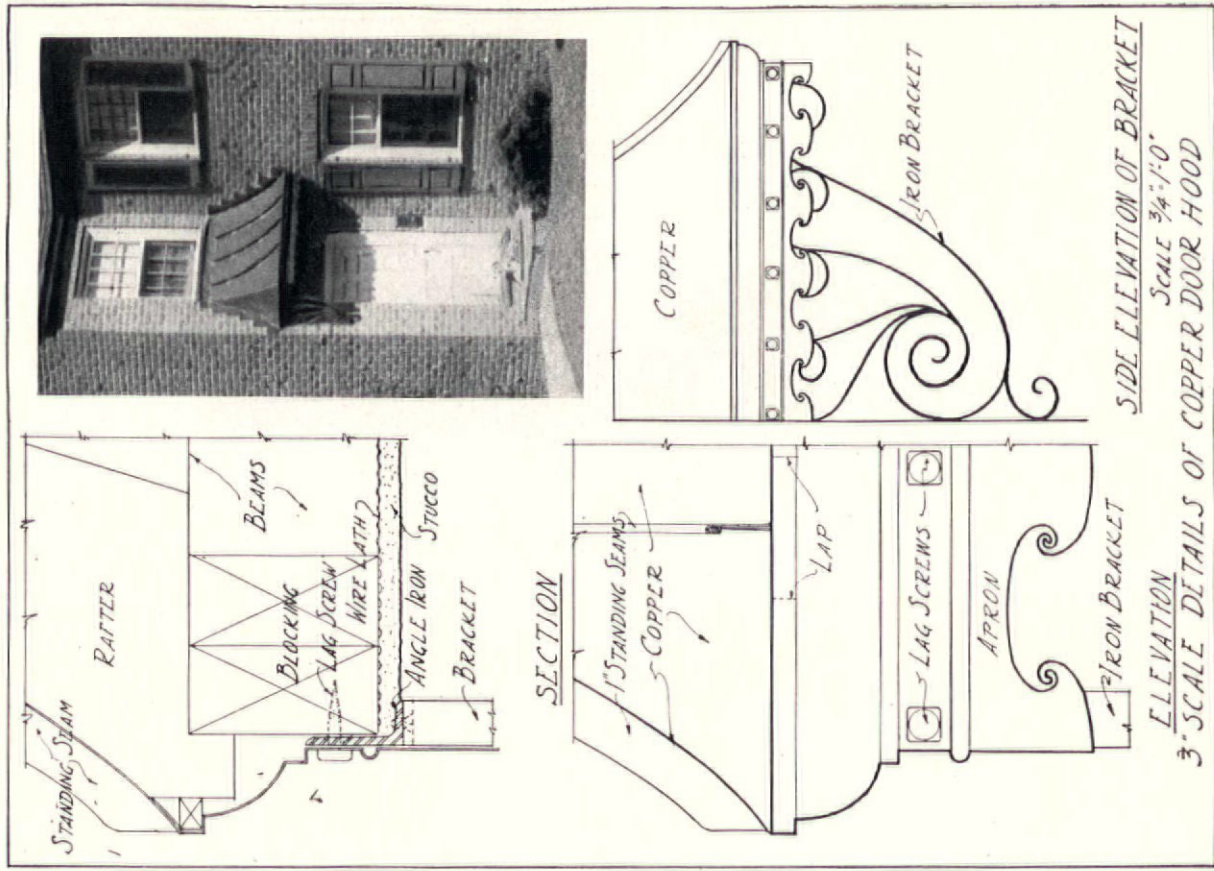 STANDING SEAM
RAFTER
BEAMS
BLOCKING
LAG SCREW
WIRE LATH
ANGLE IRON
STUCCO
BRACKET
SECTION
1" STANDING SEAMS
COPPER
LAP
LAG SCREWS
APRON
IRON BRACKET
ELEVATION
3" SCALE DETAILS OF COPPER DOOR HOOD
COPPER
IRON BRACKET
SIDE ELEVATION OF BRACKET
SCALE 3/4"=1'-0"